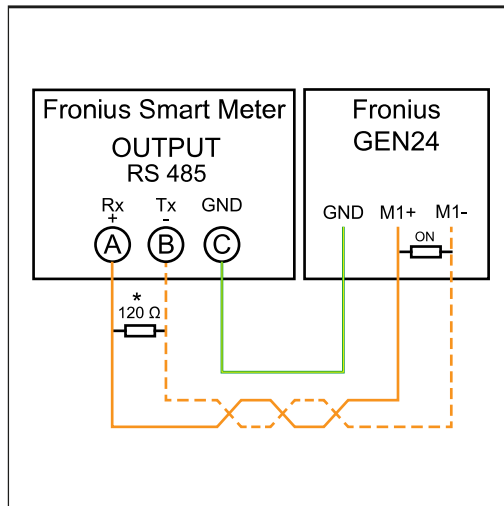 Fronius Smart Meter
OUTPUT
RS 485
Rx Tx GND
+ -
A B C
* 
120 Ω
Fronius
GEN24
GND M1+ M1-
ON